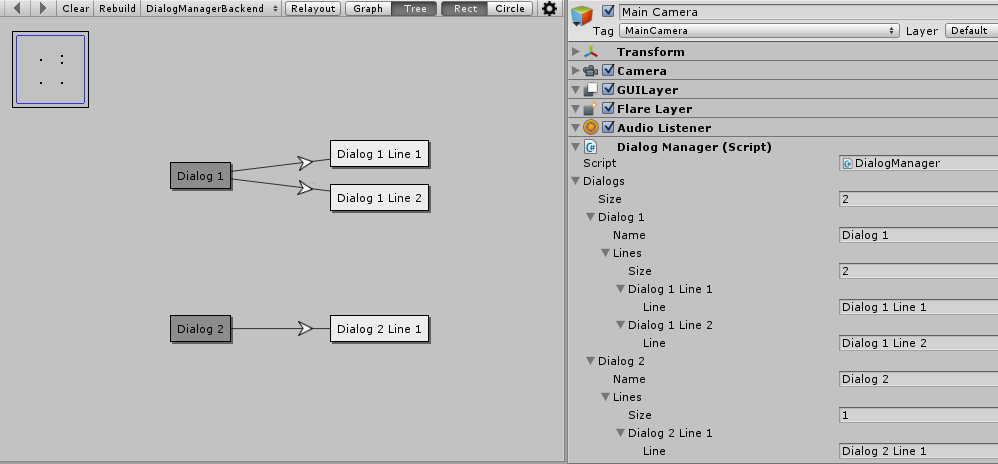 Clear Rebuild DialogManagerBackend Relayout Graph Tree Rect Circle
Dialog 1
Dialog 1 Line 1
Dialog 1 Line 2
Dialog 2
Dialog 2 Line 1
Main Camera
Tag MainCamera Layer Default
Transform
Camera
GUILayer
Flare Layer
Audio Listener
Dialog Manager (Script)
Script DialogManager
Dialogs
Size 2
Dialog 1
Name Dialog 1
Lines
Size 2
Dialog 1 Line 1
Line Dialog 1 Line 1
Dialog 1 Line 2
Line Dialog 1 Line 2
Dialog 2
Name Dialog 2
Lines
Size 1
Dialog 2 Line 1
Line Dialog 2 Line 1